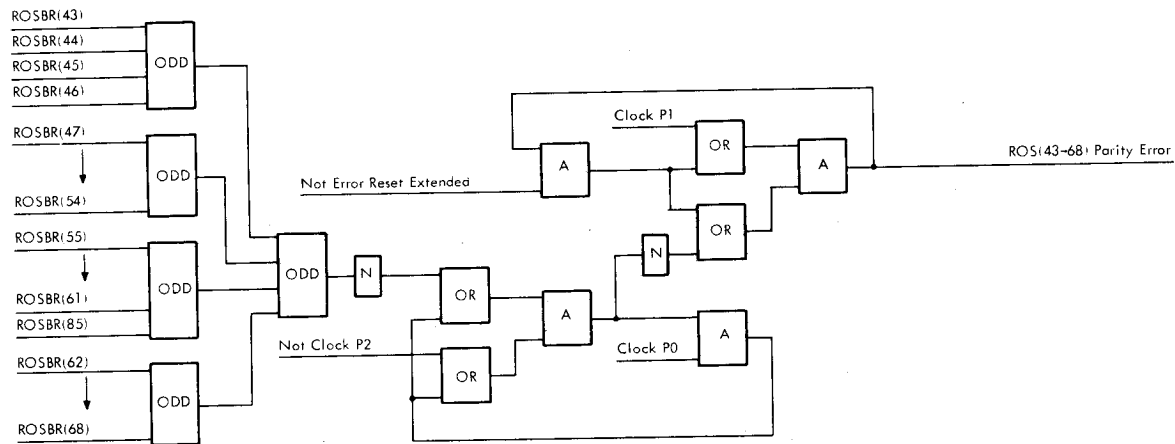 ROSBR(43)
ROSBR(44)
ROSBR(45)
ROSBR(46)
ODD
ROSBR(47)
ROSBR(54)
ODD
ROSBR(55)
ROSBR(61)
ROSBR(85)
ODD
ROSBR(62)
ROSBR(68)
ODD
ODD
N
OR
Not Clock P2
OR
A
Not Error Reset Extended
A
Clock P1
OR
N
OR
A
Clock P0
A
ROS(43→68) Parity Error